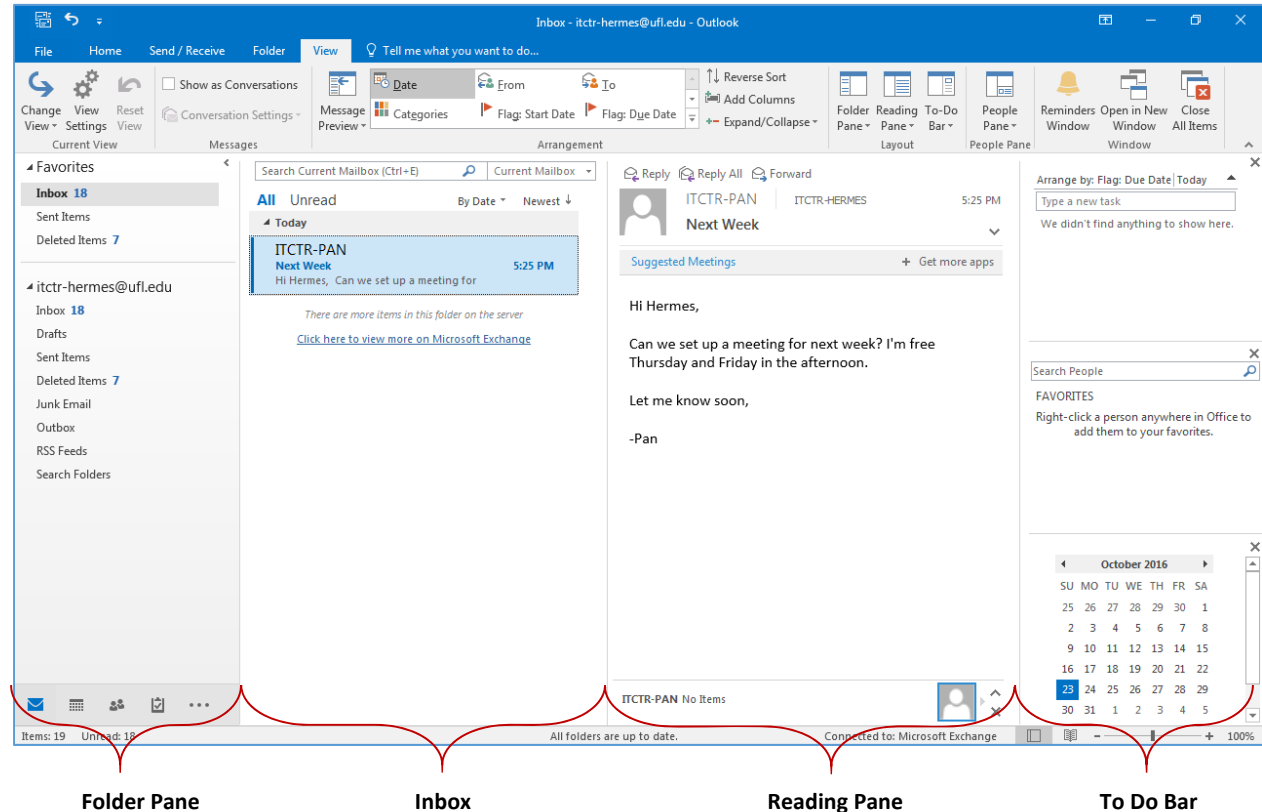 Inbox - itctr-hermes@ufl.edu - Outlook
File Home Send / Receive Folder View Tell me what you want to do...
Change View View Settings Reset View
Current View
Show as Conversations
Conversation Settings
Messages
Message Preview
Date From To
Categories Flag: Start Date Flag: Due Date
Reverse Sort
Add Columns
Expand/Collapse
Arrangement
Folder Pane Reading Pane To-Do Bar
Layout
People Pane
People Pane
Reminders Window Open in New Window Close All Items
Window
Favorites
Inbox 18
Sent Items
Deleted Items 7
itctr-hermes@ufl.edu
Inbox 18
Drafts
Sent Items
Deleted Items 7
Junk Email
Outbox
RSS Feeds
Search Folders
Search Current Mailbox (Ctrl+E) Current Mailbox
All Unread By Date Newest ↓
Today
ITCTR-PAN
Next Week 5:25 PM
Hi Hermes, Can we set up a meeting for
There are more items in this folder on the server
Click here to view more on Microsoft Exchange
Reply Reply All Forward
ITCTR-PAN ITCTR-HERMES 5:25 PM
Next Week
Suggested Meetings + Get more apps
Hi Hermes,
Can we set up a meeting for next week? I'm free
Thursday and Friday in the afternoon.
Let me know soon,
-Pan
ITCTR-PAN No Items
Arrange by: Flag: Due Date Today
Type a new task
We didn't find anything to show here.
Search People
FAVORITES
Right-click a person anywhere in Office to
add them to your favorites.
October 2016
SU MO TU WE TH FR SA
25 26 27 28 29 30 1
2 3 4 5 6 7 8
9 10 11 12 13 14 15
16 17 18 19 20 21 22
23 24 25 26 27 28 29
30 31 1 2 3 4 5
Items: 19 Unread: 18 All folders are up to date. Connected to: Microsoft Exchange - + 100%
Folder Pane Inbox Reading Pane To Do Bar